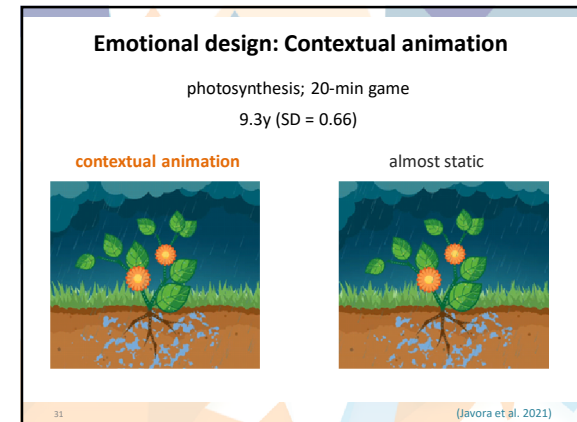 Emotional design: Contextual animation
photosynthesis; 20-min game
9.3y (SD = 0.66)
contextual animation
almost static
31
(Javora et al. 2021)